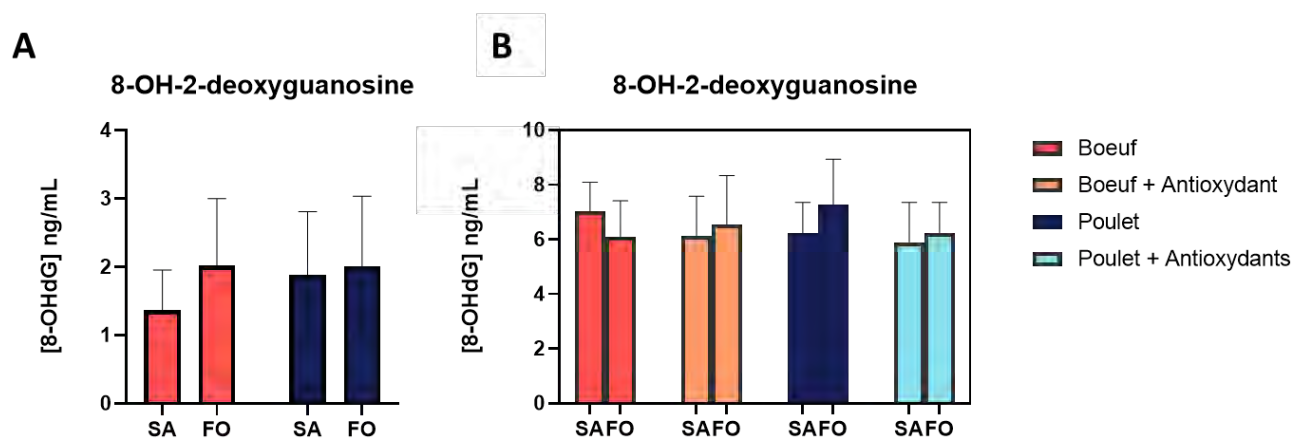 A
8-OH-2-deoxyguanosine
[8-OHdG] ng/mL
4
3
2
1
0
SA FO SA FO
B
8-OH-2-deoxyguanosine
[8-OHdG] ng/mL
10
8
6
4
2
0
SAFO SAFO SAFO SAFO
Boeuf
Boeuf + Antioxydant
Poulet
Poulet + Antioxydants